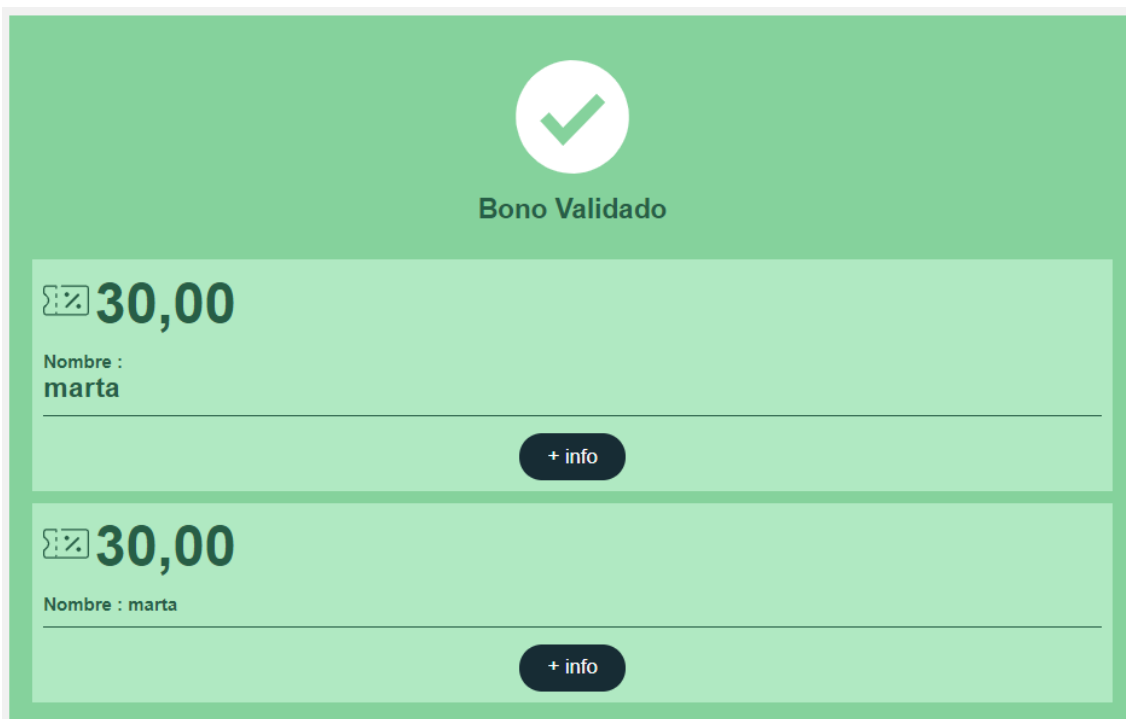 Bono Validado
30,00
Nombre :
marta
+ info
30,00
Nombre : marta
+ info